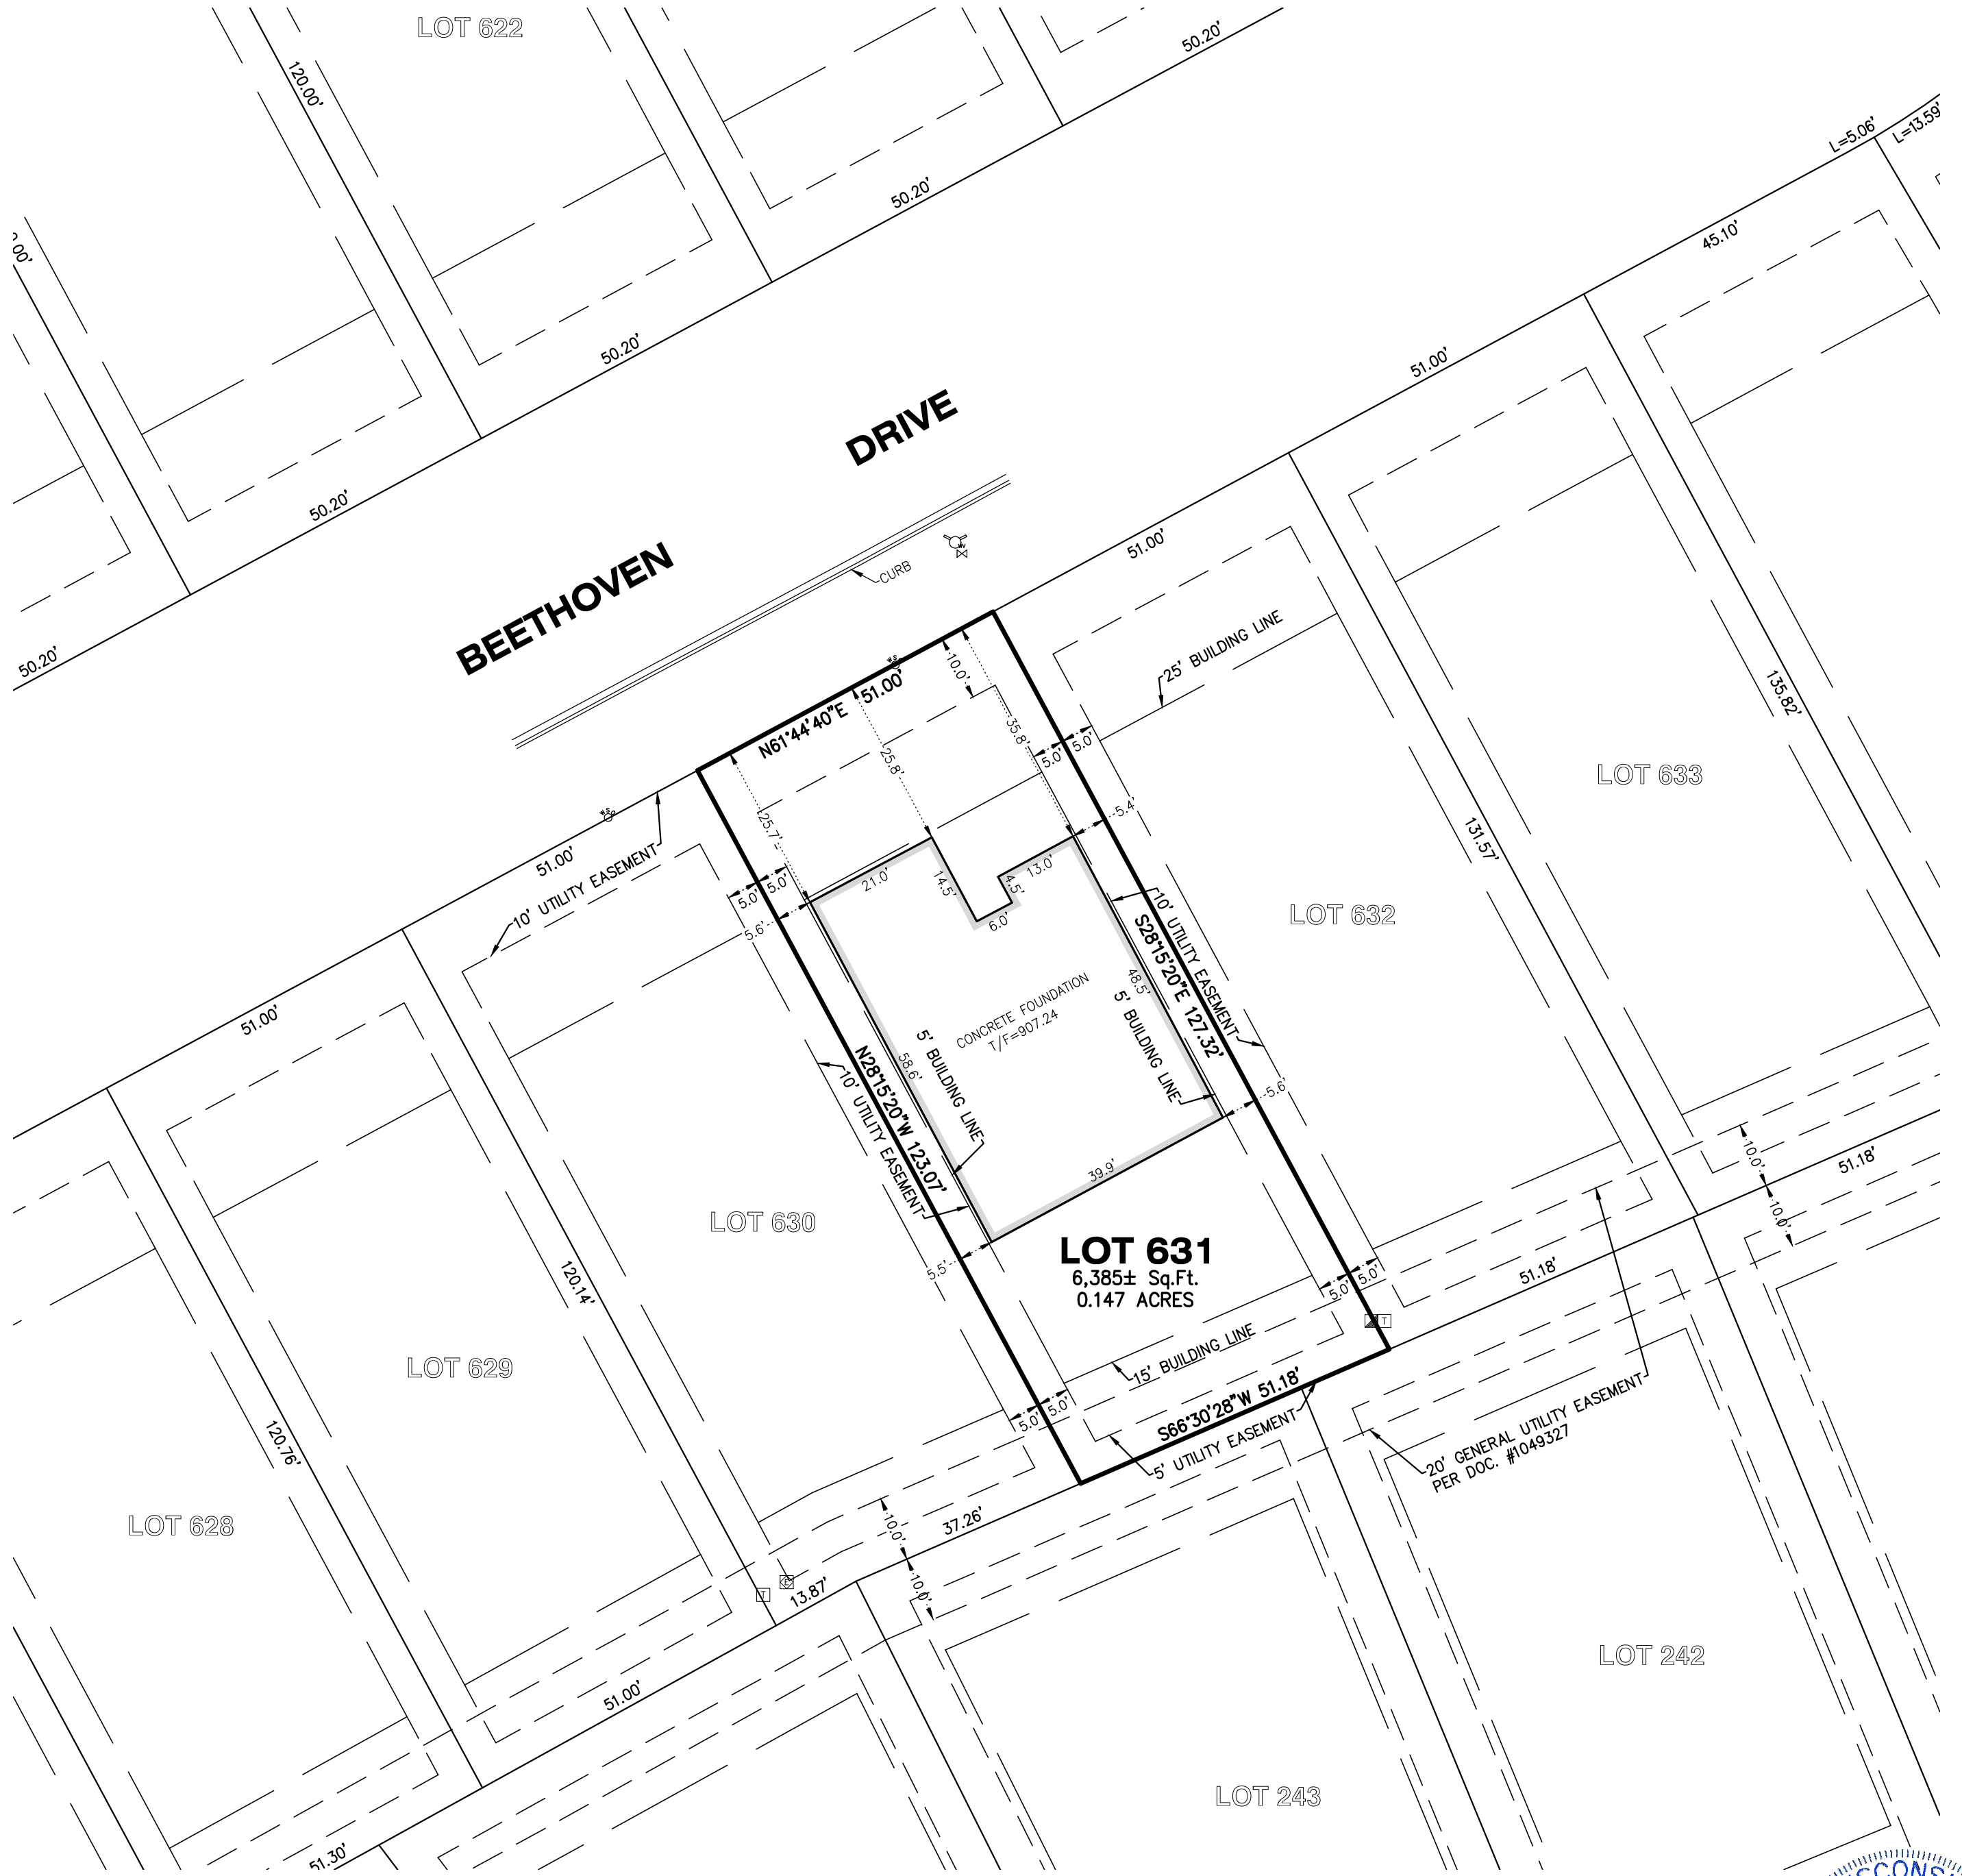 LOT 622
120.00'
50.20'
L=5.06'
L=13.59'
50.20'
45.10'
50.20'
51.00'
50.20'
50.20'
DRIVE
BEETHOVEN
CURB
51.00'
25' BUILDING LINE
135.82'
LOT 633
131.57'
N61°44'40"E 51.00'
10.0'
35.8'
25.8'
25.7'
5.0'
5.0'
5.4'
51.00'
10' UTILITY EASEMENT
5.0'
5.0'
5.6'
21.0'
14.5'
6.0'
4.5'
13.0'
LOT 632
10' UTILITY EASEMENT
S28°15'20"E 127.32'
48.5'
5' BUILDING LINE
CONCRETE FOUNDATION
T/F=907.24
5' BUILDING LINE
58.6'
N28°15'20"W 123.07'
10' UTILITY EASEMENT
5.6'
39.9'
5.5'
51.00'
LOT 630
120.14'
LOT 631
6,385± Sq.Ft.
0.147 ACRES
5.0'
5.0'
T
15' BUILDING LINE
5.0'
5.0'
S66°30'28"W 51.18'
5' UTILITY EASEMENT
51.18'
51.18'
10.0'
10.0'
20' GENERAL UTILITY EASEMENT
PER DOC. #1049327
LOT 629
120.76'
LOT 628
37.26'
10.0'
10.0'
13.87'
T
E
51.00'
51.30'
LOT 242
LOT 243